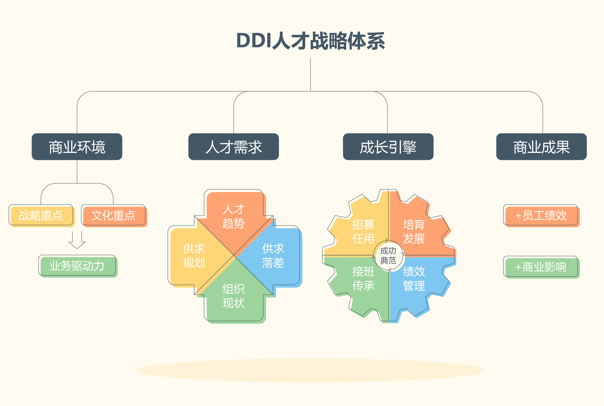 DDI人才战略体系
商业环境
人才需求
成长引擎
商业成果
战略重点
文化重点
业务驱动力
人才
趋势
供求
规划
供求
落差
组织
现状
招募
任用
培育
发展
成功
典范
接班
传承
绩效
管理
+员工绩效
+商业影响